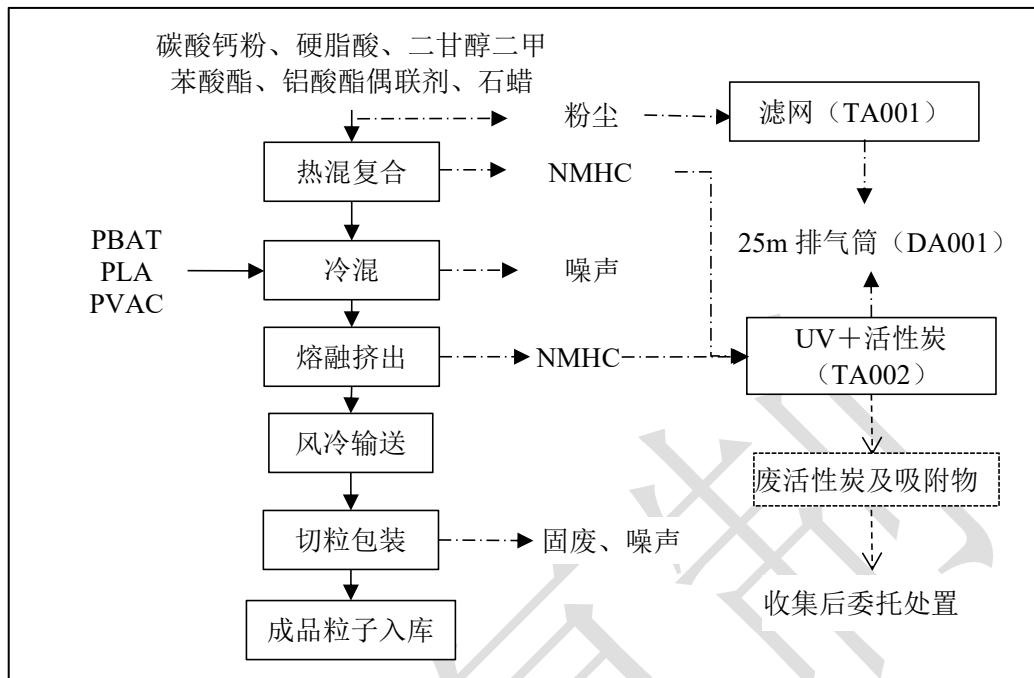 碳酸钙粉、硬脂酸、二甘醇二甲
苯酸酯、铝酸酯偶联剂、石蜡
粉尘
滤网（TA001）
热混复合
NMHC
25m 排气筒（DA001）
PBAT
PLA
PVAC
冷混
噪声
熔融挤出
NMHC
UV＋活性炭
（TA002）
风冷输送
废活性炭及吸附物
切粒包装
固废、噪声
收集后委托处置
成品粒子入库